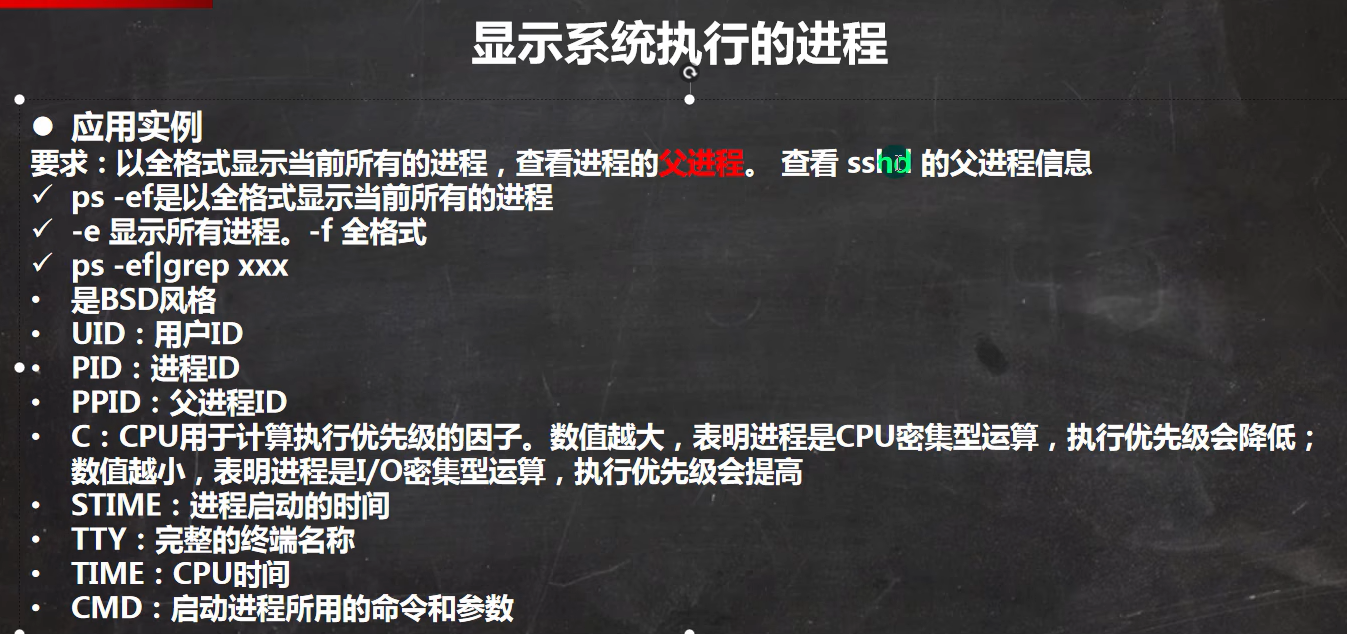 显示系统执行的进程
● 应用实例
要求：以全格式显示当前所有的进程，查看进程的父进程。 查看 sshd 的父进程信息
✓ ps -ef是以全格式显示当前所有的进程
✓ -e 显示所有进程。-f 全格式
✓ ps -ef|grep xxx
• 是BSD风格
• UID：用户ID
• PID：进程ID
• PPID：父进程ID
• C：CPU用于计算执行优先级的因子。数值越大，表明进程是CPU密集型运算，执行优先级会降低；
数值越小，表明进程是I/O密集型运算，执行优先级会提高
• STIME：进程启动的时间
• TTY：完整的终端名称
• TIME：CPU时间
• CMD：启动进程所用的命令和参数